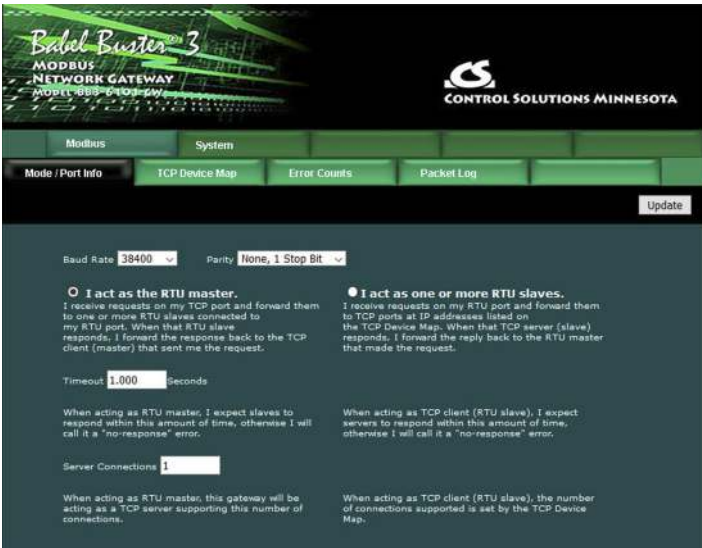 Babel Buster® 3
MODBUS
NETWORK GATEWAY
MODEL BB3-6101-GW
CS
CONTROL SOLUTIONS MINNESOTA
Modbus System
Mode / Port Info TCP Device Map Error Counts Packet Log
Update
Baud Rate 38400 Parity None, 1 Stop Bit
I act as the RTU master.
I receive requests on my TCP port and forward them
to one or more RTU slaves connected to
my RTU port. When that RTU slave
responds, I forward the response back to the TCP
client (master) that sent me the request.
I act as one or more RTU slaves.
I receive requests on my RTU port and forward them
to TCP ports at IP addresses listed on
the TCP Device Map. When that TCP server (slave)
responds, I forward the reply back to the RTU master
that made the request.
Timeout 1.000 Seconds
When acting as RTU master, I expect slaves to
respond within this amount of time, otherwise I will
call it a "no-response" error.
When acting as TCP client (RTU slave), I expect
servers to respond within this amount of time,
otherwise I will call it a "no-response" error.
Server Connections 1
When acting as RTU master, this gateway will be
acting as a TCP server supporting this number of
connections.
When acting as TCP client (RTU slave), the number
of connections supported is set by the TCP Device
Map.